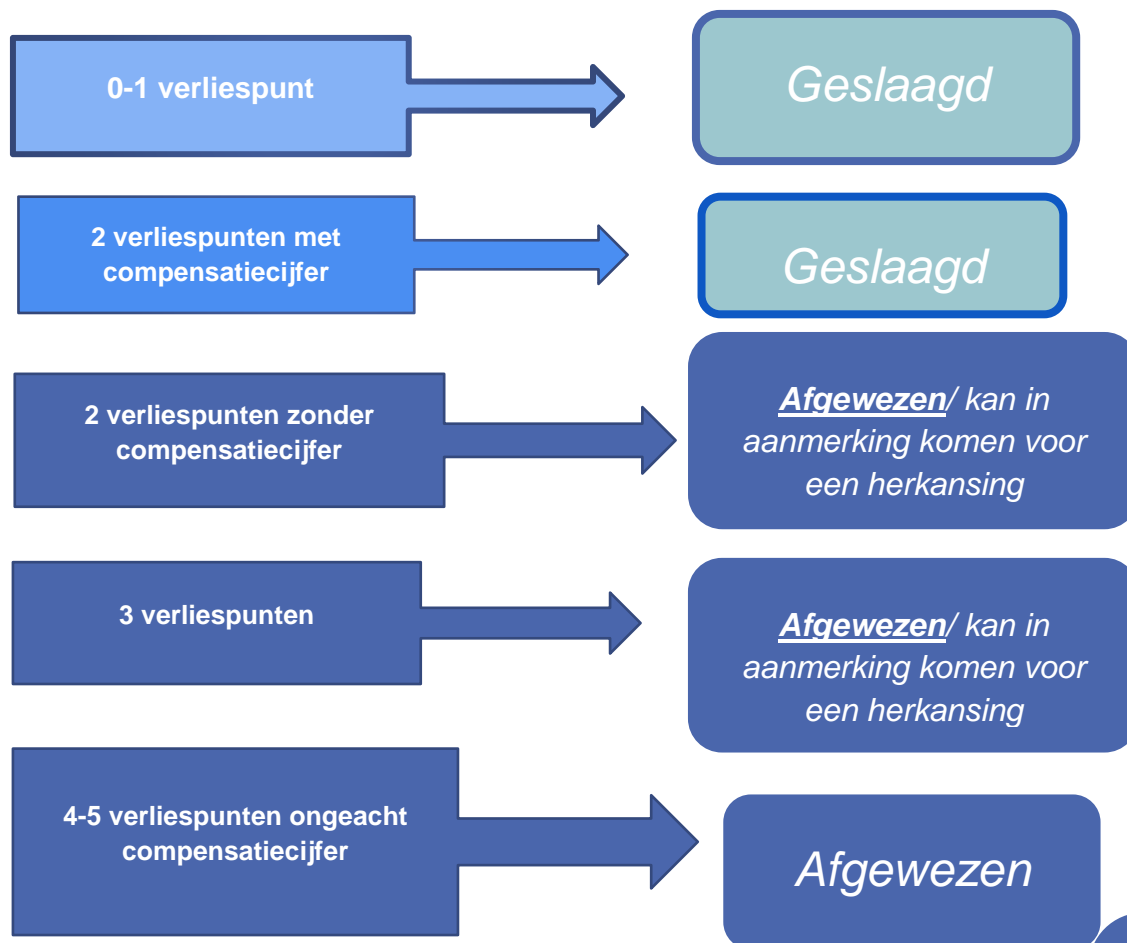 0-1 verliespunt
Geslaagd
2 verliespunten met
compensatiecijfer
Geslaagd
2 verliespunten zonder
compensatiecijfer
Afgewezen/ kan in
aanmerking komen voor
een herkansing
3 verliespunten
Afgewezen/ kan in
aanmerking komen voor
een herkansing
4-5 verliespunten ongeacht
compensatiecijfer
Afgewezen